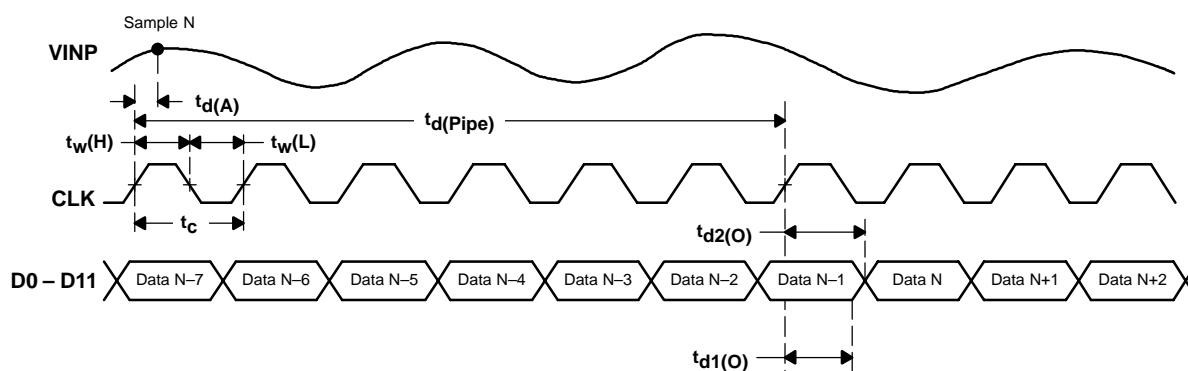 Sample N
VINP
td(A)
td(Pipe)
tw(H)
tw(L)
CLK
tc
td2(O)
D0 – D11
Data N–7
Data N–6
Data N–5
Data N–4
Data N–3
Data N–2
Data N–1
Data N
Data N+1
Data N+2
td1(O)